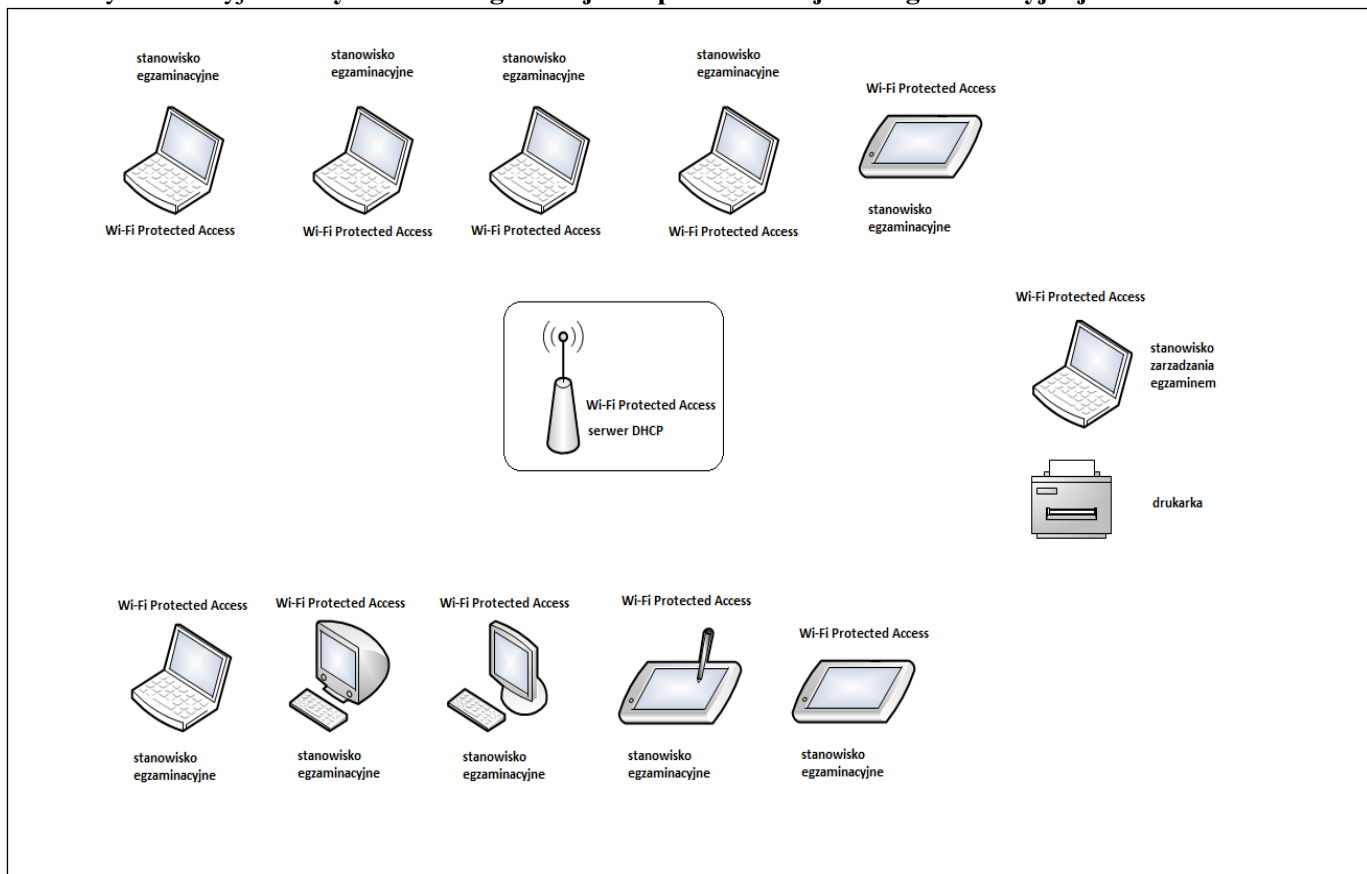 stanowisko
egzaminacyjne
stanowisko
egzaminacyjne
stanowisko
egzaminacyjne
stanowisko
egzaminacyjne
Wi-Fi Protected Access
Wi-Fi Protected Access
Wi-Fi Protected Access
Wi-Fi Protected Access
Wi-Fi Protected Access
stanowisko
egzaminacyjne
Wi-Fi Protected Access
stanowisko
zarzadzania
egzaminem
Wi-Fi Protected Access
serwer DHCP
drukarka
Wi-Fi Protected Access
Wi-Fi Protected Access
Wi-Fi Protected Access
Wi-Fi Protected Access
Wi-Fi Protected Access
stanowisko
egzaminacyjne
stanowisko
egzaminacyjne
stanowisko
egzaminacyjne
stanowisko
egzaminacyjne
stanowisko
egzaminacyjne